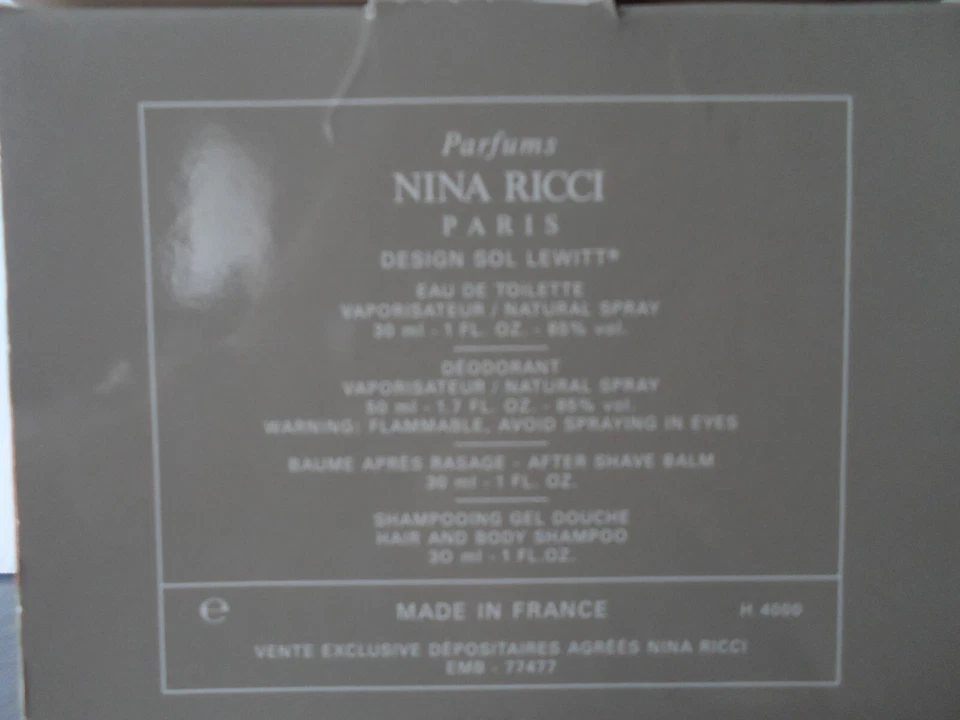 Parfums
NINA RICCI
PARIS
DESIGN SOL LEWITT®
EAU DE TOILETTE
VAPORISATEUR / NATURAL SPRAY
30 ml - 1 FL. OZ. - 85% vol.
DÉODORANT
VAPORISATEUR / NATURAL SPRAY
50 ml - 1.7 FL. OZ. - 85% vol.
WARNING: FLAMMABLE, AVOID SPRAYING IN EYES
BAUME APRÈS RASAGE - AFTER SHAVE BALM
30 ml - 1 FL. OZ.
SHAMPOOING GEL DOUCHE
HAIR AND BODY SHAMPOO
30 ml - 1 FL.OZ.
e MADE IN FRANCE H 4000
VENTE EXCLUSIVE DÉPOSITAIRES AGRÉÉS NINA RICCI
EMB - 77477